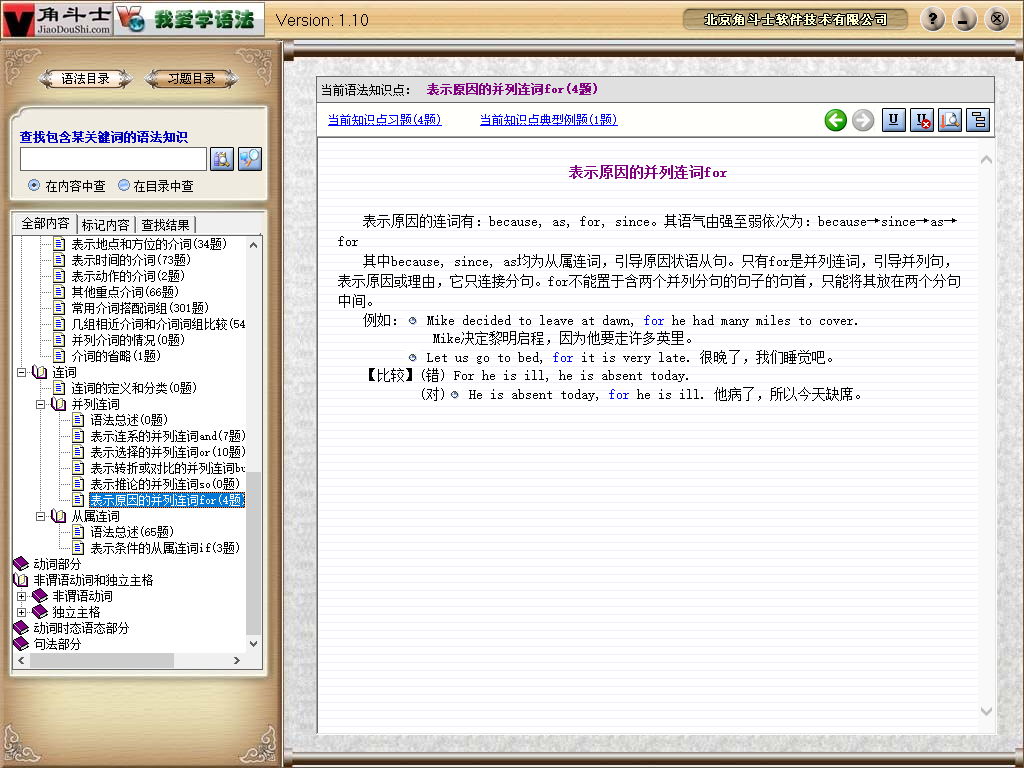 角斗士
JiaoDouShi.com
我爱学语法
Version: 1.10
北京角斗士软件技术有限公司
语法目录
习题目录
查找包含某关键词的语法知识
在内容中查
在目录中查
全部内容
标记内容
查找结果
表示地点和方位的介词(34题)
表示时间的介词(73题)
表示动作的介词(2题)
其他重点介词(66题)
常用介词搭配词组(301题)
几组相近介词和介词词组比较(54
并列介词的情况(0题)
介词的省略(1题)
连词
连词的定义和分类(0题)
并列连词
语法总述(0题)
表示连系的并列连词and(7题)
表示选择的并列连词or(10题)
表示转折或对比的并列连词bu
表示推论的并列连词so(0题)
表示原因的并列连词for(4题)
从属连词
语法总述(65题)
表示条件的从属连词if(3题)
动词部分
非谓语动词和独立主格
非谓语动词
独立主格
动词时态语态部分
句法部分
当前语法知识点： 表示原因的并列连词for(4题)
当前知识点习题(4题)
当前知识点典型例题(1题)
表示原因的并列连词for
表示原因的连词有：because, as, for, since。其语气由强至弱依次为：because→since→as→
for
其中because, since, as均为从属连词，引导原因状语从句。只有for是并列连词，引导并列句，
表示原因或理由，它只连接分句。for不能置于含两个并列分句的句子的句首，只能将其放在两个分句
中间。
例如： Mike decided to leave at dawn, for he had many miles to cover.
Mike决定黎明启程，因为他要走许多英里。
Let us go to bed, for it is very late. 很晚了，我们睡觉吧。
【比较】(错) For he is ill, he is absent today.
(对) He is absent today, for he is ill. 他病了，所以今天缺席。